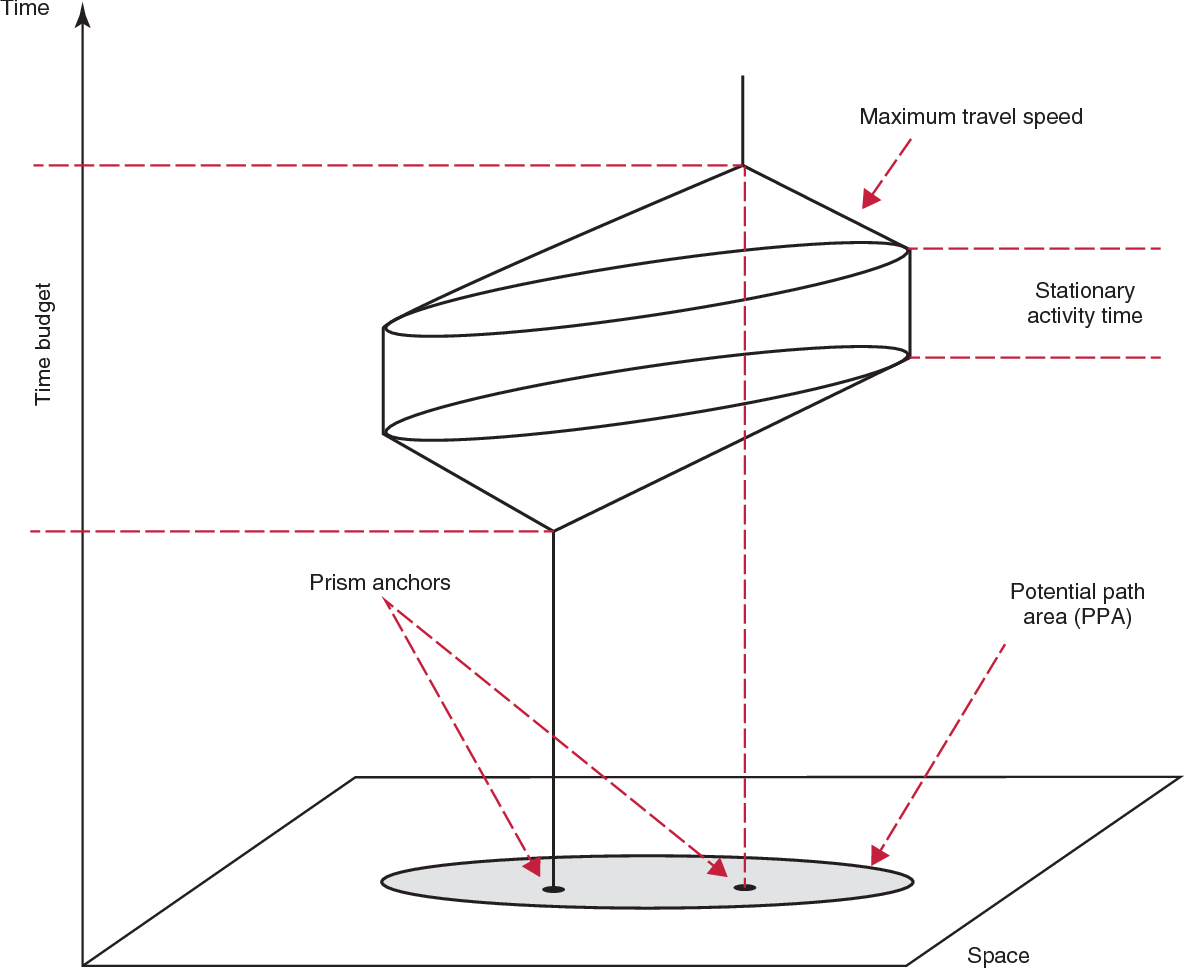 Time
Maximum travel speed
Stationary
activity time
Time budget
Prism anchors
Potential path
area (PPA)
Space